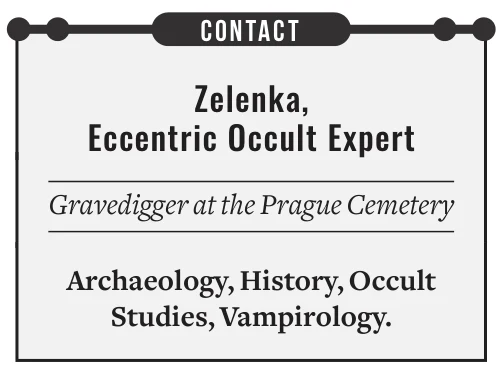 CONTACT
Zelenka,
Eccentric Occult Expert
Gravedigger at the Prague Cemetery
Archaeology, History, Occult
Studies, Vampirology.